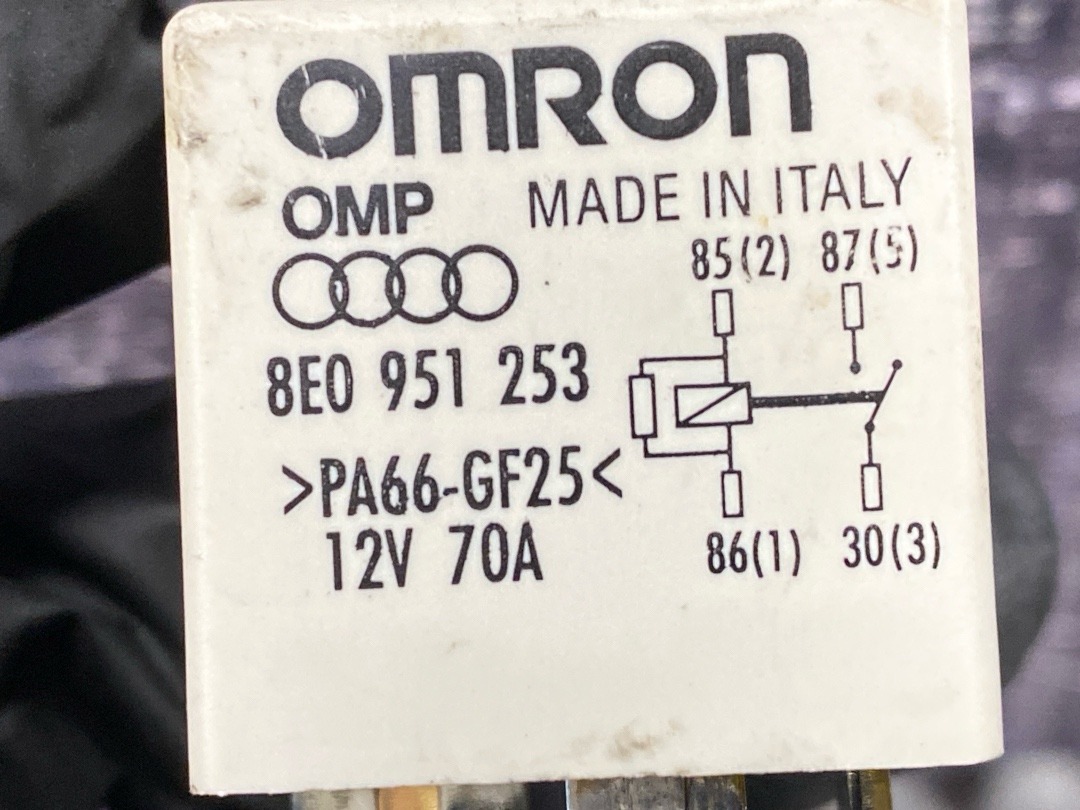 OMRON
OMP MADE IN ITALY
85(2) 87(5)
8E0 951 253
>PA66-GF25<
12V 70A
86(1) 30(3)